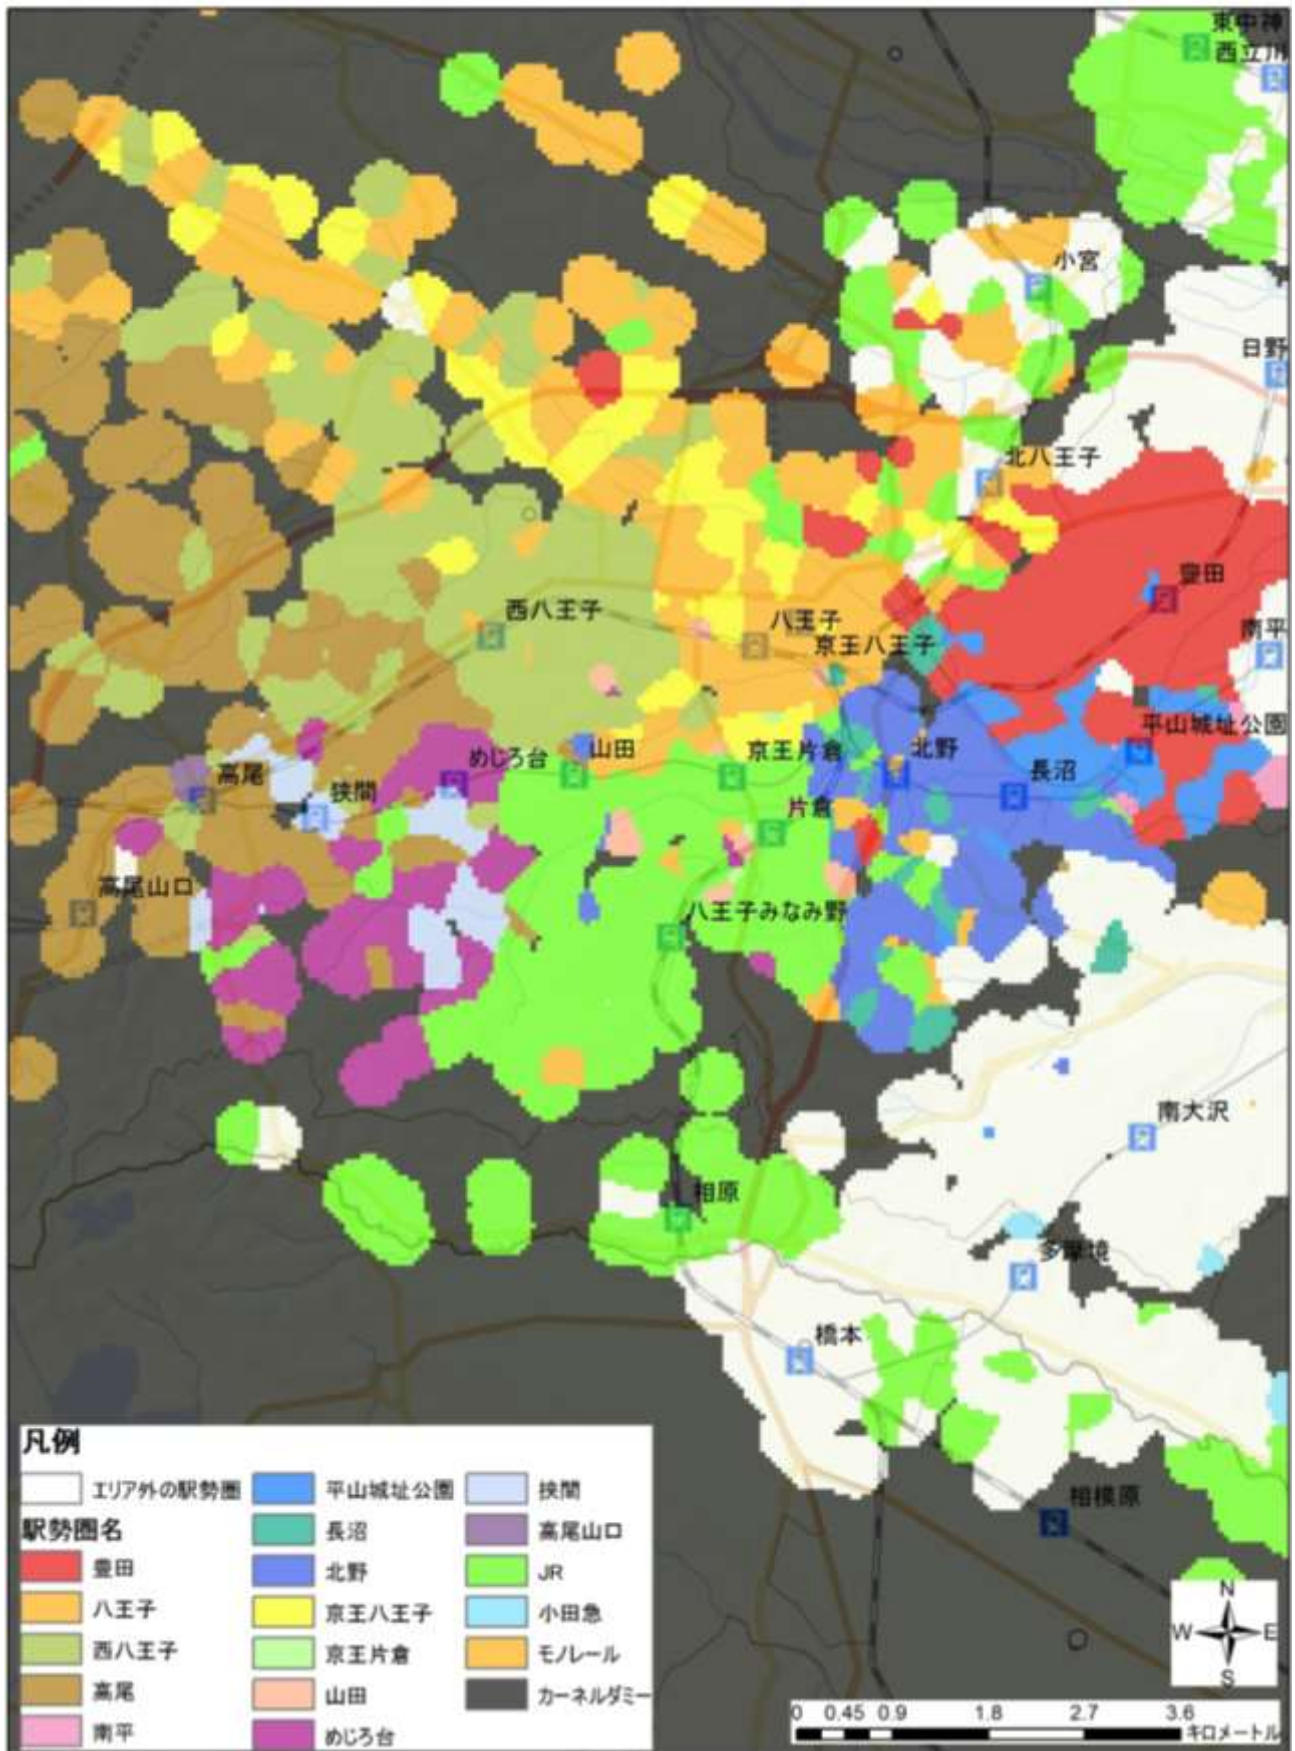 東中神
西立川
小宮
日野
北八王子
豊田
西八王子
八王子
京王八王子
南平
平山城址公園
めじろ台
山田
京王片倉
北野
長沼
高尾
狭間
片倉
高尾山口
八王子みなみ野
南大沢
相原
多摩境
橋本
相模原
凡例
エリア外の駅勢圏
駅勢圏名
豊田
八王子
西八王子
高尾
南平
平山城址公園
長沼
北野
京王八王子
京王片倉
山田
めじろ台
狭間
高尾山口
JR
小田急
モノレール
カーネルダミー
N
W E
S
0 0.45 0.9 1.8 2.7 3.6
キロメートル